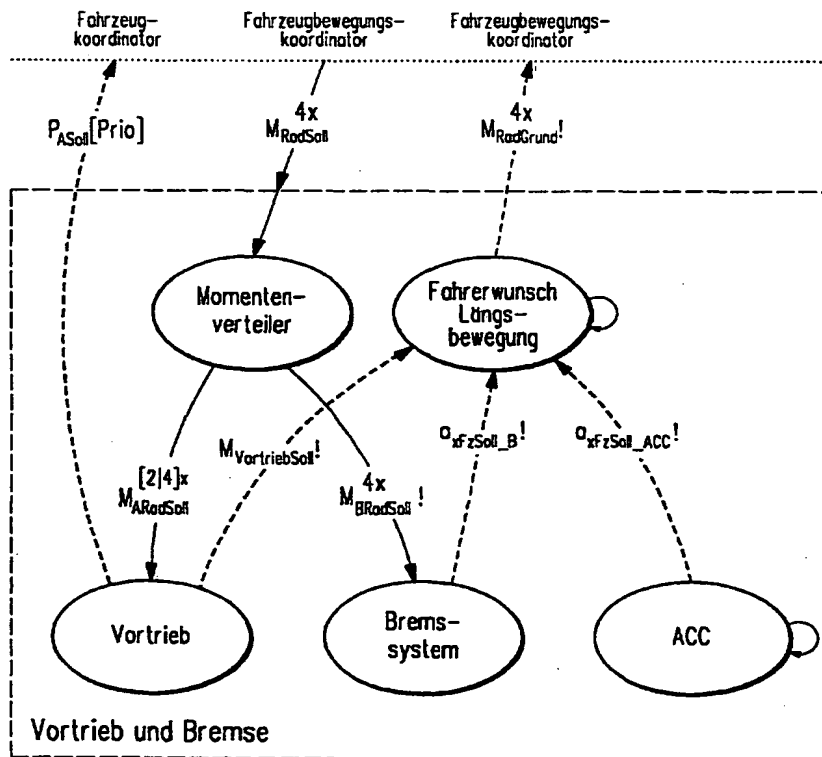 Fahrzeug-
koordinator
Fahrzeugbewegungs-
koordinator
Fahrzeugbewegungs-
koordinator
P_ASoll[Prio]
4x
M_RadSoll
4x
M_RadGrund!
Momenten-
verteiler
Fahrerwunsch
Längs-
bewegung
[2|4]x
M_ARadSoll
M_VortriebSoll!
4x
M_BRadSoll!
a_xFzSoll_B!
a_xFzSoll_ACC!
Vortrieb
Brems-
system
ACC
Vortrieb und Bremse